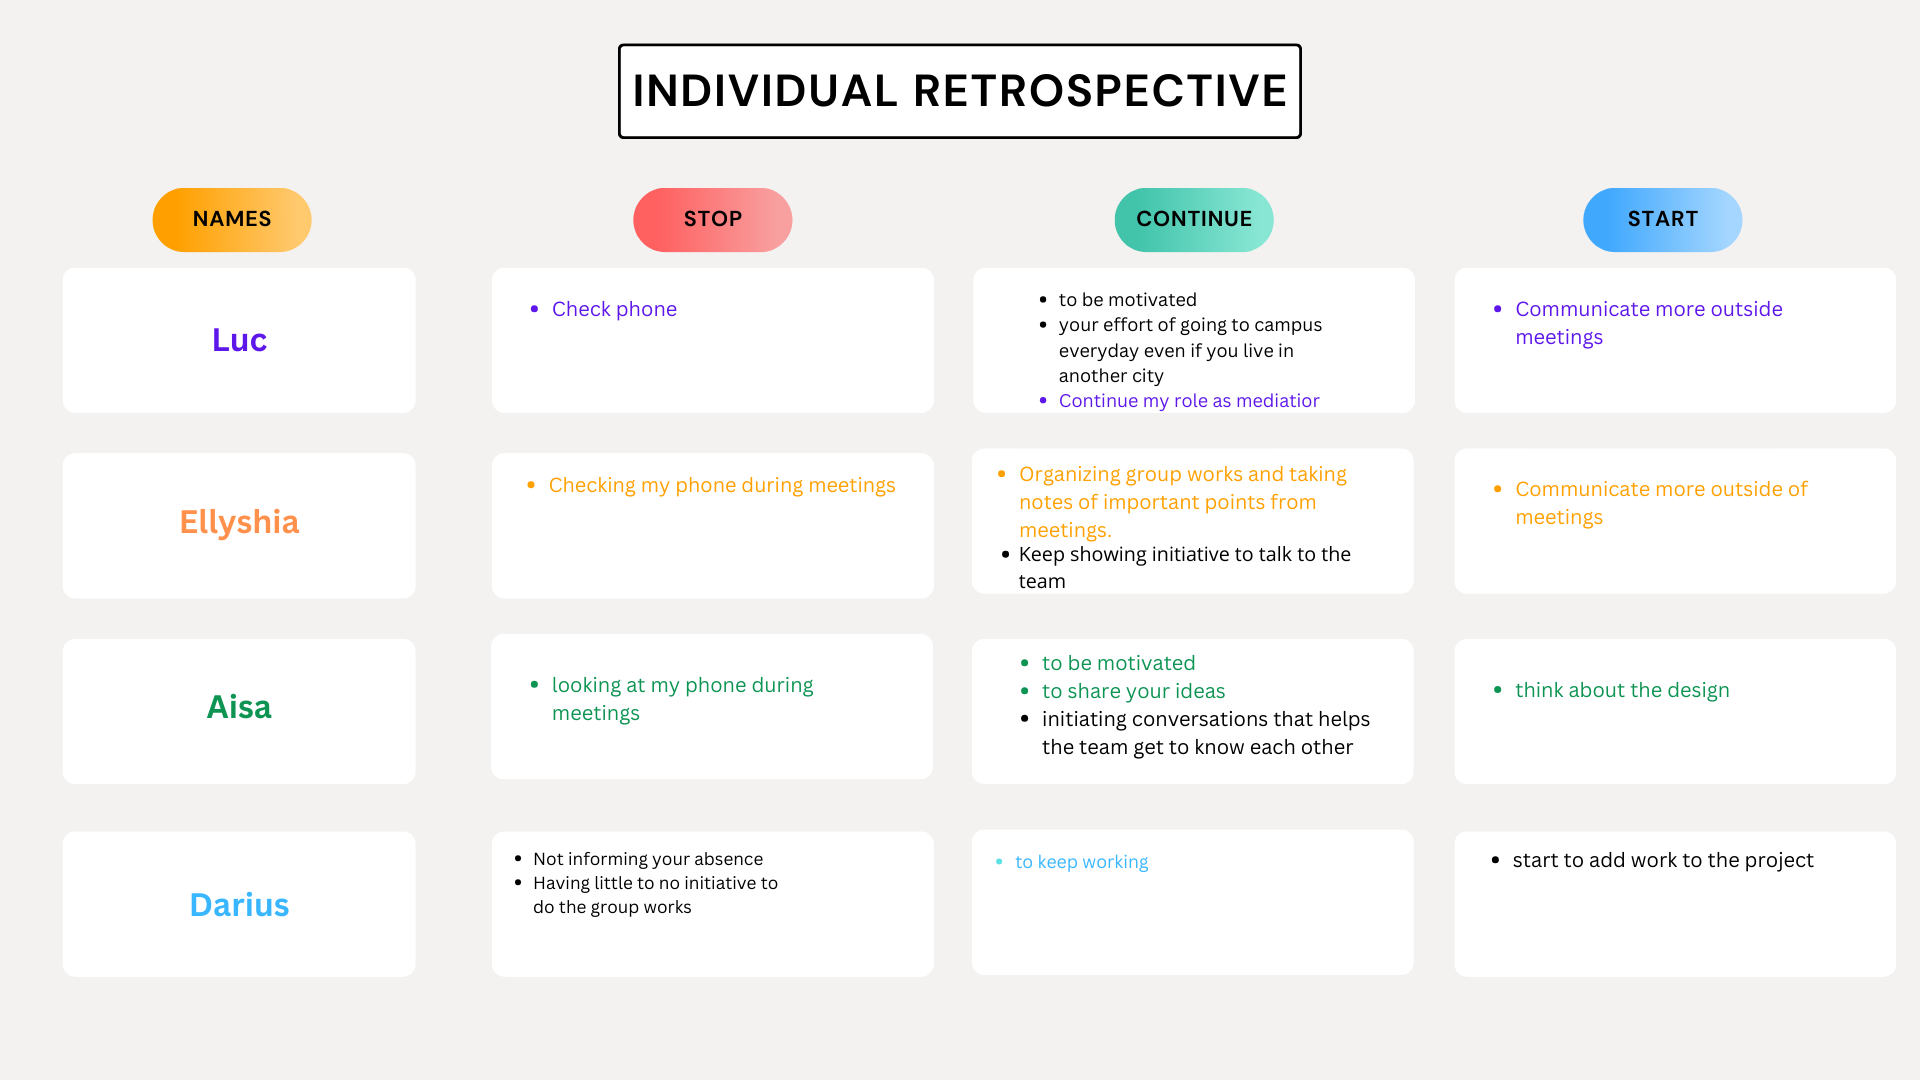 INDIVIDUAL RETROSPECTIVE
NAMES
STOP
CONTINUE
START
Luc
• Check phone
• to be motivated
• your effort of going to campus
everyday even if you live in
another city
• Continue my role as mediatior
• Communicate more outside
meetings
Ellyshia
• Checking my phone during meetings
• Organizing group works and taking
notes of important points from
meetings.
• Keep showing initiative to talk to the
team
• Communicate more outside of
meetings
Aisa
• looking at my phone during
meetings
• to be motivated
• to share your ideas
• initiating conversations that helps
the team get to know each other
• think about the design
Darius
• Not informing your absence
• Having little to no initiative to
do the group works
• to keep working
• start to add work to the project